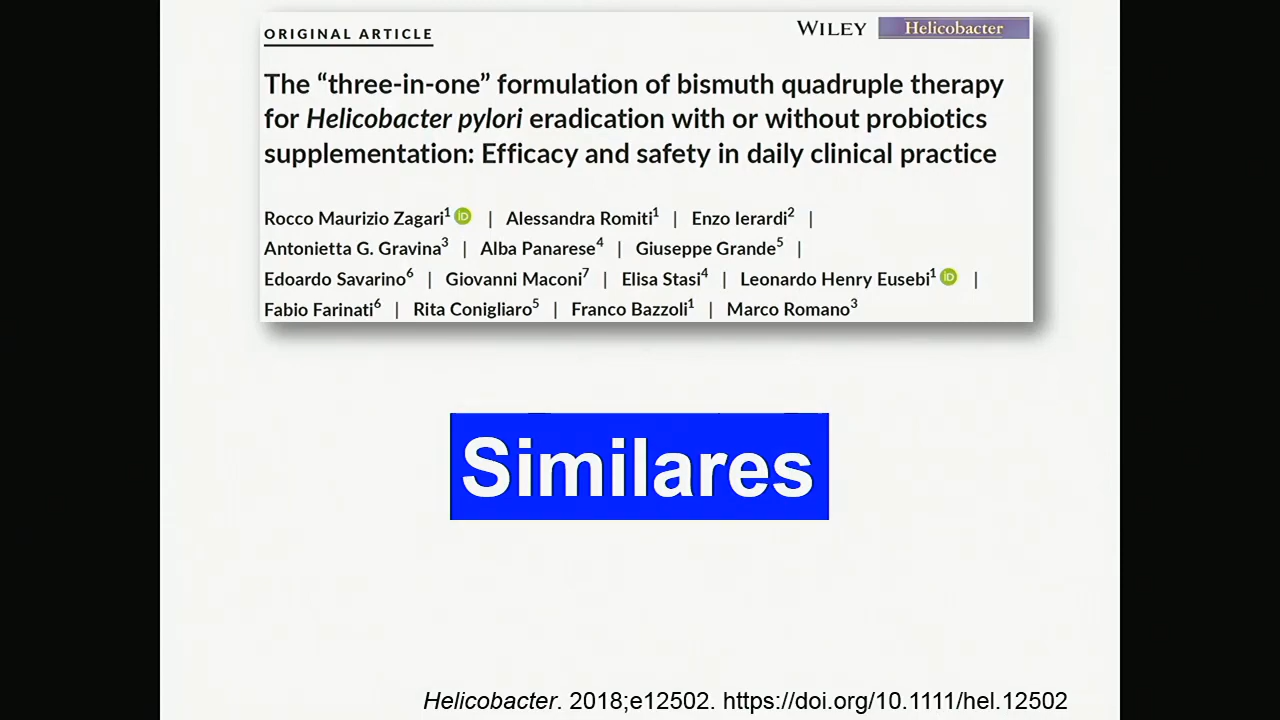 ORIGINAL ARTICLE
WILEY Helicobacter
The “three-in-one” formulation of bismuth quadruple therapy
for Helicobacter pylori eradication with or without probiotics
supplementation: Efficacy and safety in daily clinical practice
Rocco Maurizio Zagari1 iD | Alessandra Romiti1 | Enzo Ierardi2 |
Antonietta G. Gravina3 | Alba Panarese4 | Giuseppe Grande5 |
Edoardo Savarino6 | Giovanni Maconi7 | Elisa Stasi4 | Leonardo Henry Eusebi1 iD |
Fabio Farinati6 | Rita Conigliaro5 | Franco Bazzoli1 | Marco Romano3
Similares
Helicobacter. 2018;e12502. https://doi.org/10.1111/hel.12502